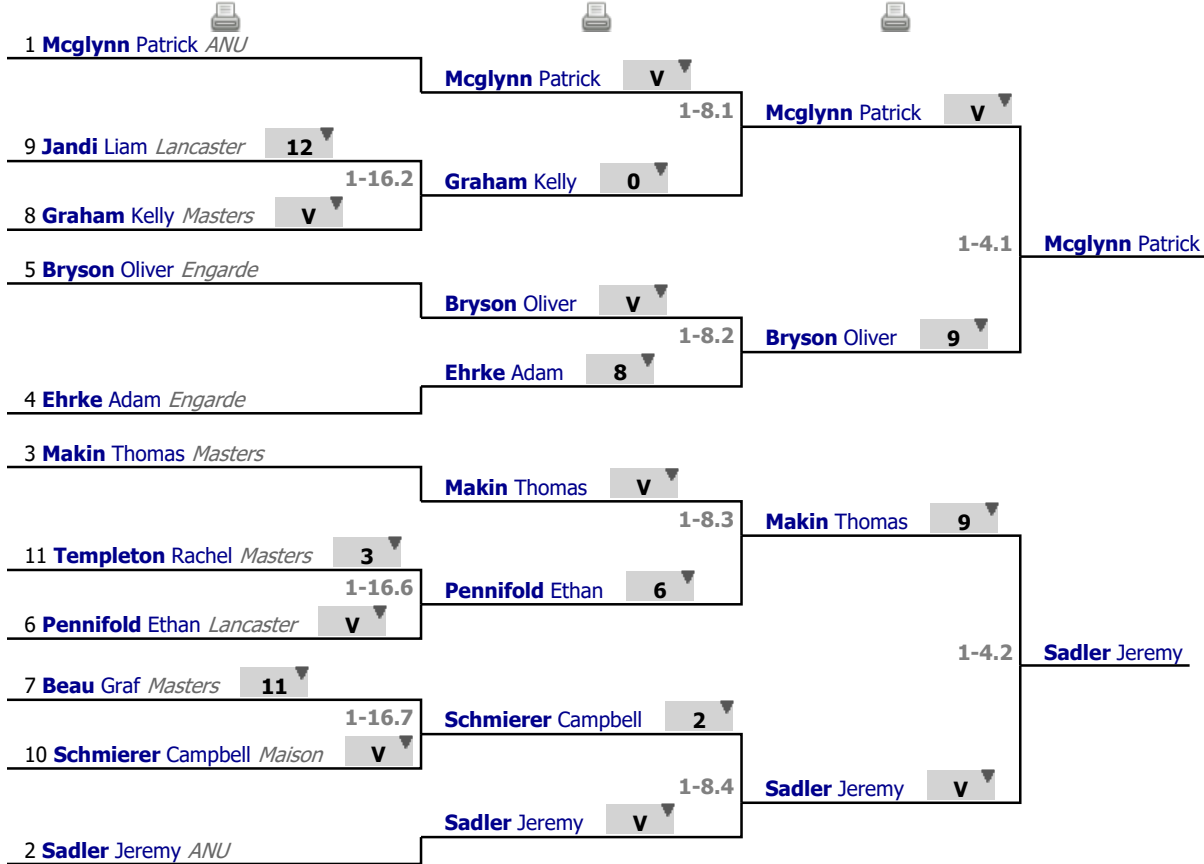 1 Mcglynn Patrick ANU
Mcglynn Patrick V
1-8.1
Mcglynn Patrick V
9 Jandi Liam Lancaster 12
1-16.2
Graham Kelly 0
8 Graham Kelly Masters V
1-4.1
Mcglynn Patrick
5 Bryson Oliver Engarde
Bryson Oliver V
1-8.2
Bryson Oliver 9
Ehrke Adam 8
4 Ehrke Adam Engarde
3 Makin Thomas Masters
Makin Thomas V
1-8.3
Makin Thomas 9
11 Templeton Rachel Masters 3
1-16.6
Pennifold Ethan 6
6 Pennifold Ethan Lancaster V
1-4.2
Sadler Jeremy
7 Beau Graf Masters 11
1-16.7
Schmierer Campbell 2
10 Schmierer Campbell Maison V
1-8.4
Sadler Jeremy V
Sadler Jeremy V
2 Sadler Jeremy ANU